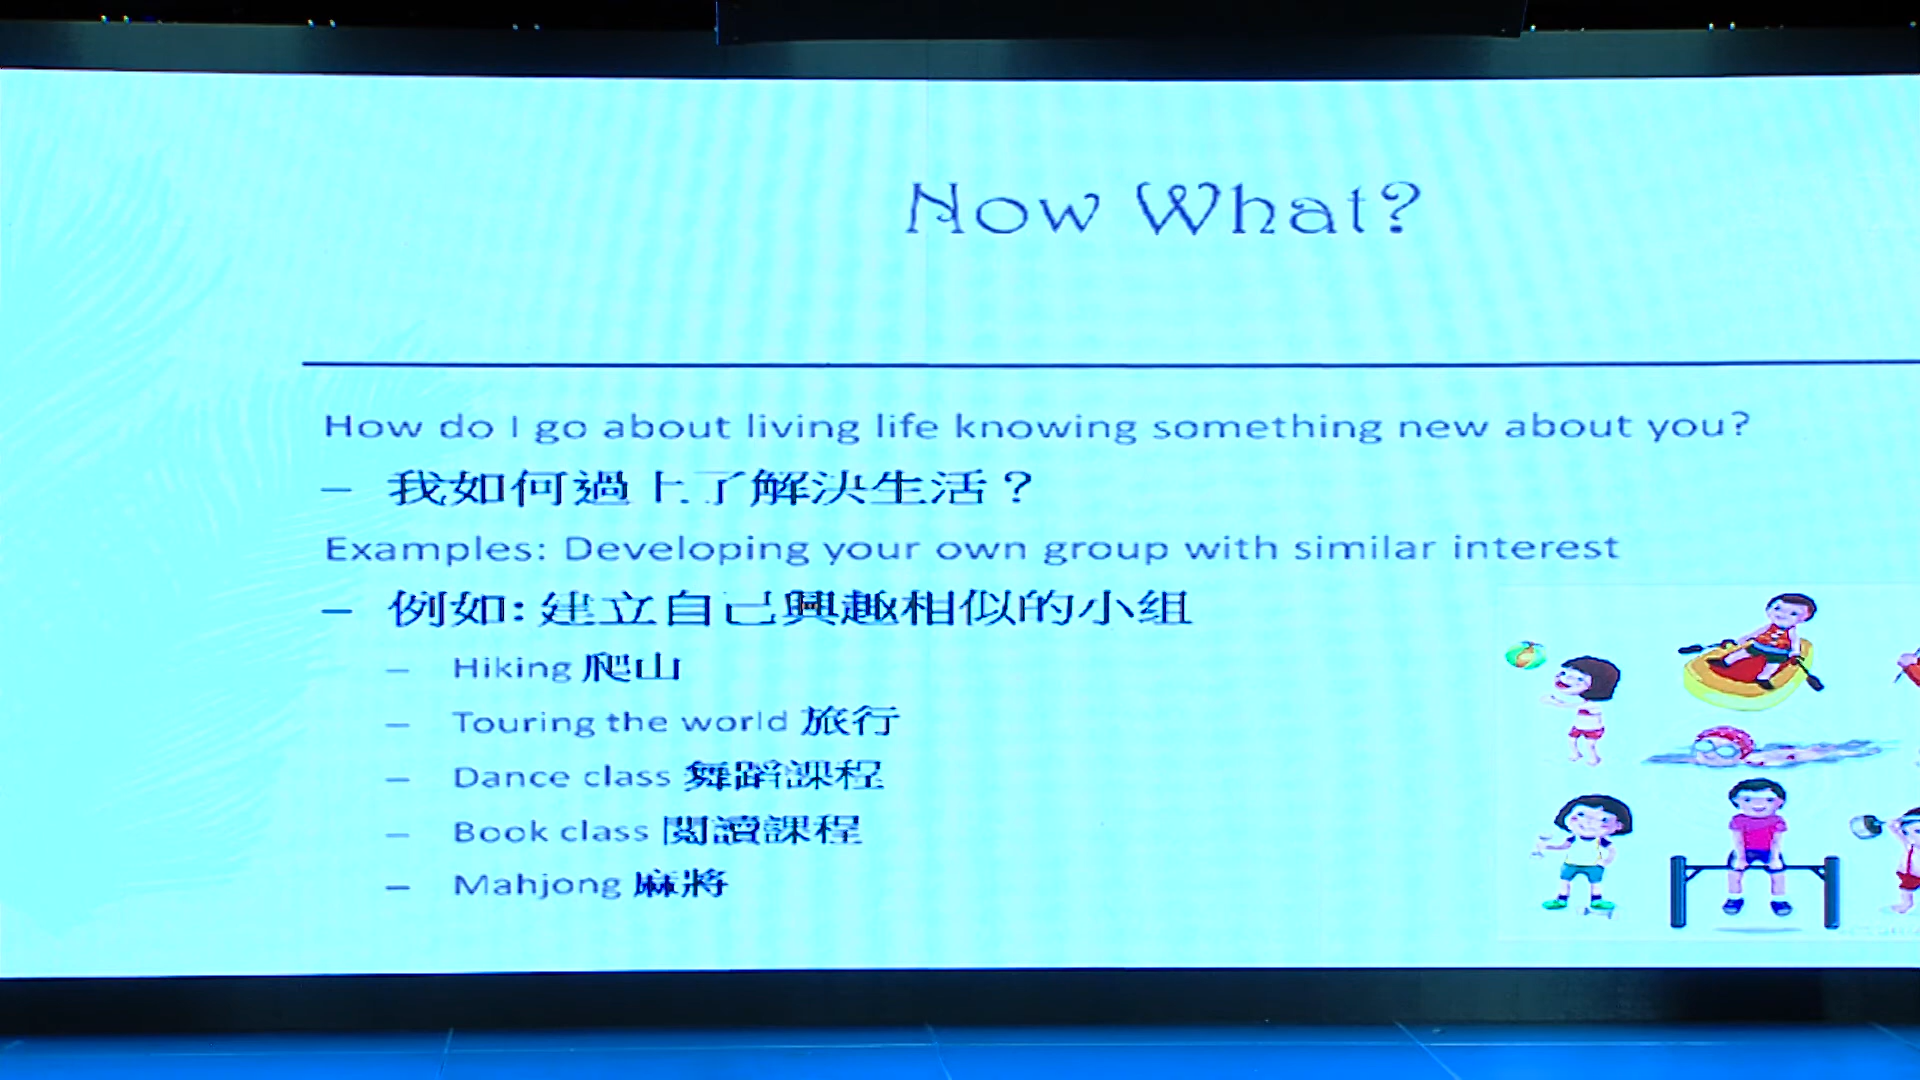 Now What?
How do I go about living life knowing something new about you?
– 我如何過上了解決生活？
Examples: Developing your own group with similar interest
– 例如: 建立自己興趣相似的小组
– Hiking 爬山
– Touring the world 旅行
– Dance class 舞蹈課程
– Book class 閱讀課程
– Mahjong 麻將